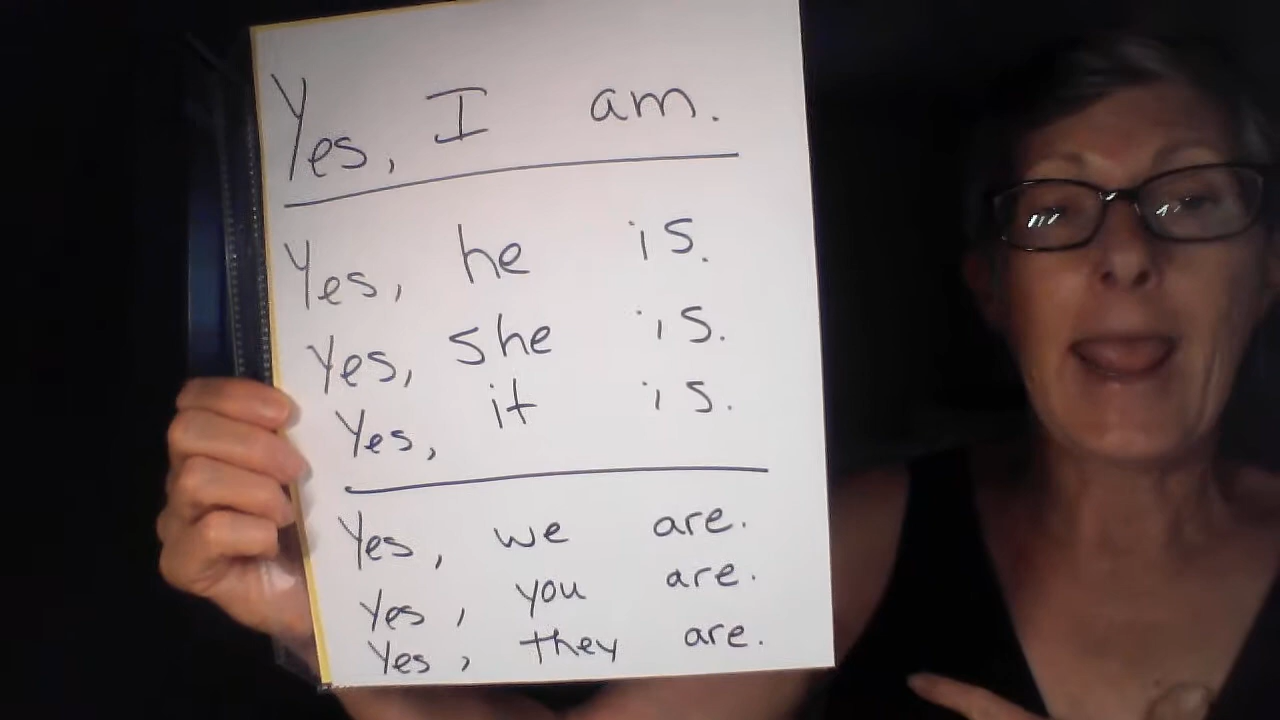 Yes, I am.
Yes, he is.
Yes, she is.
Yes, it is.
Yes, we are.
Yes, you are.
Yes, they are.